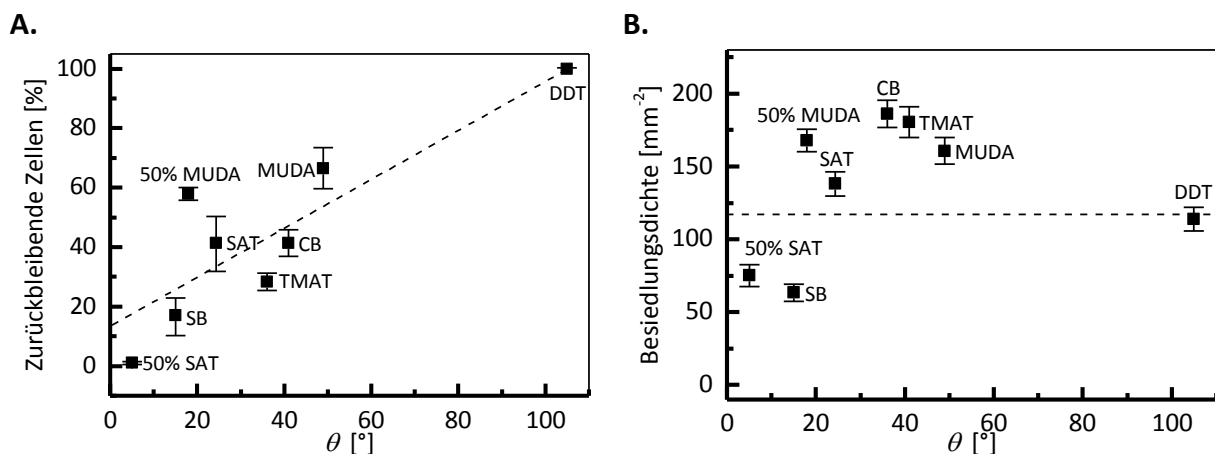 A.
Zurückbleibende Zellen [%]
100
80
60
40
20
0
DDT
MUDA
50% MUDA
SAT
CB
TMAT
SB
50% SAT
0 20 40 60 80 100
θ [°]
B.
Besiedlungsdichte [mm⁻²]
200
150
100
50
0
CB
50% MUDA
TMAT
SAT
MUDA
DDT
50% SAT
SB
0 20 40 60 80 100
θ [°]